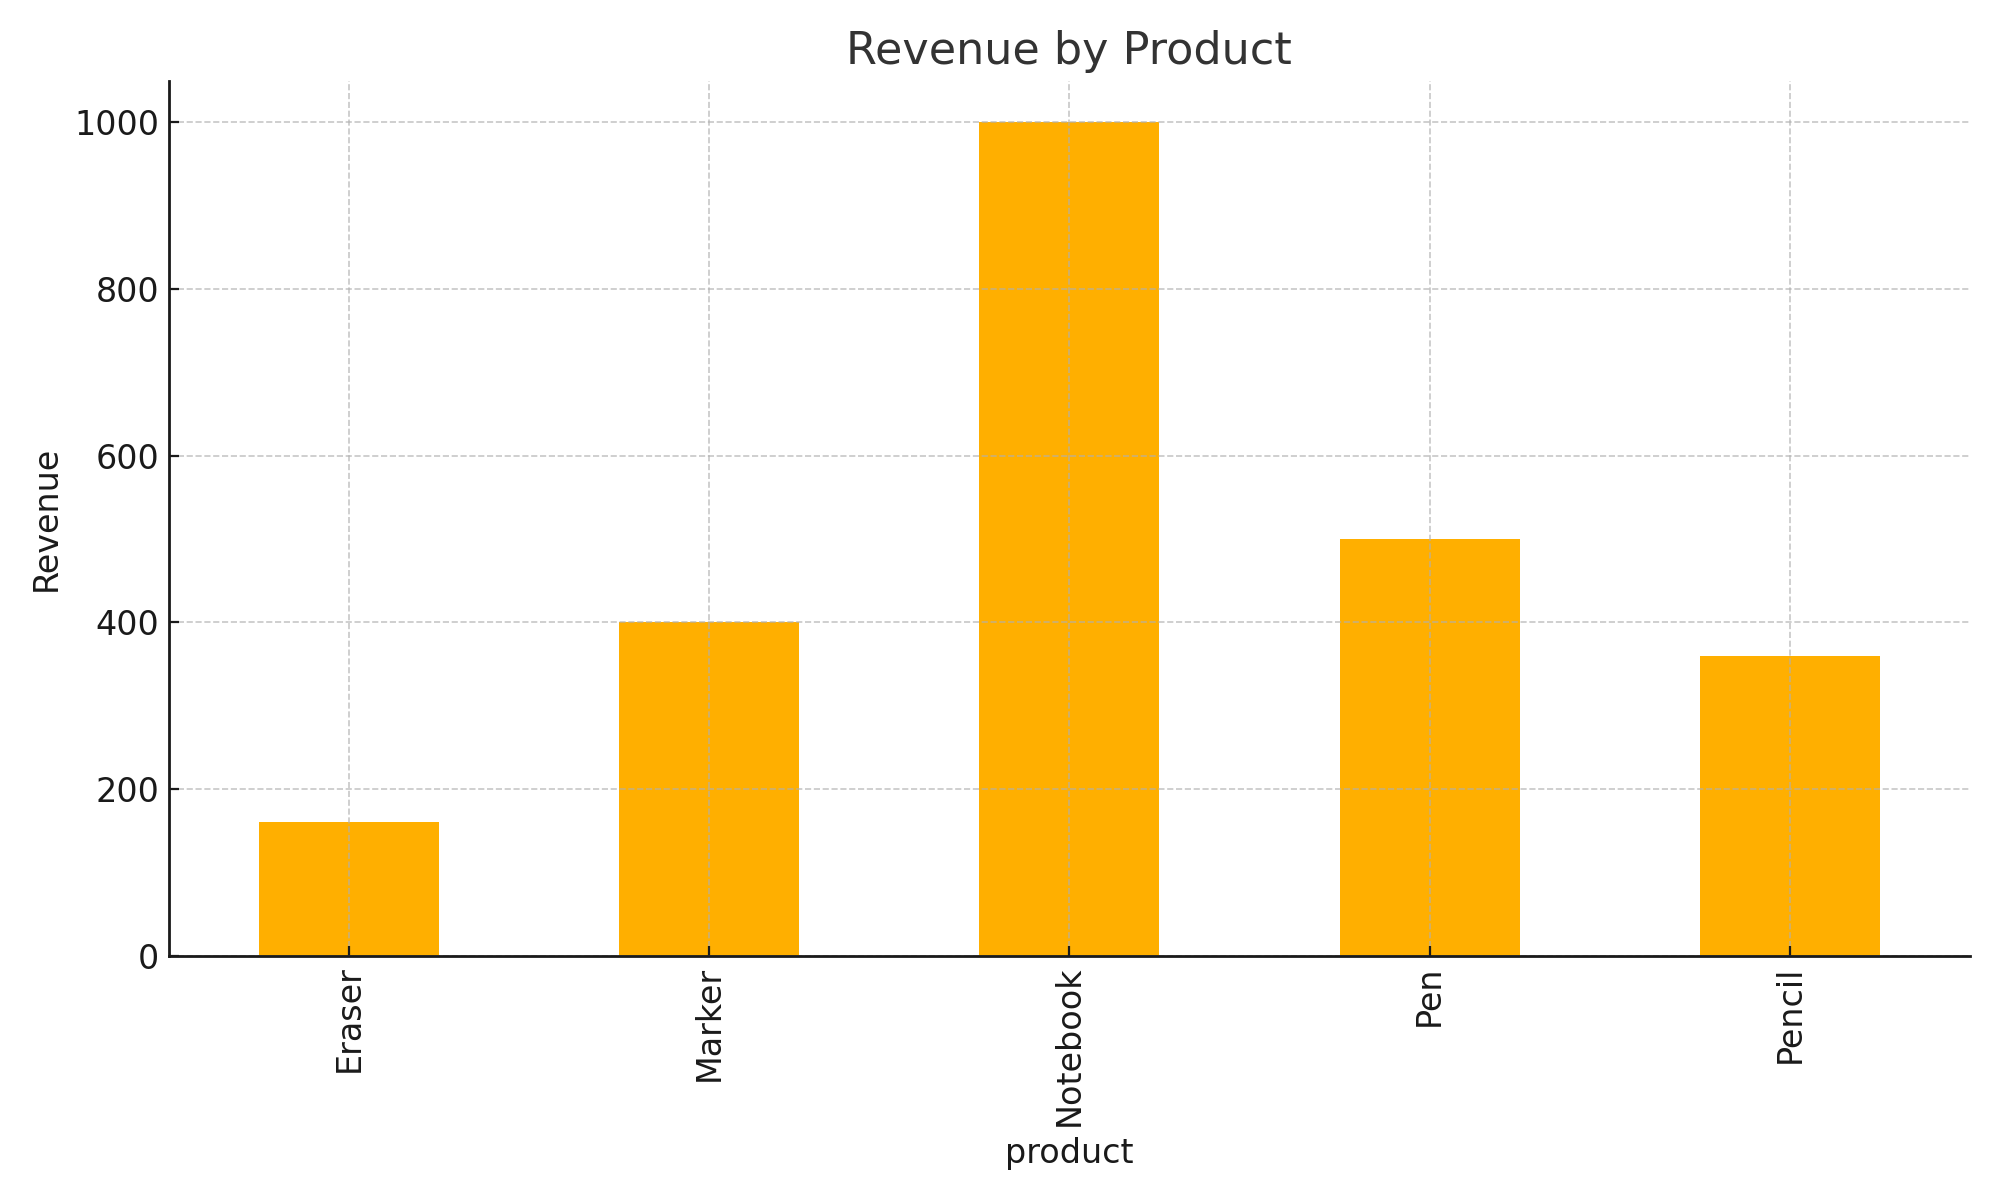 Revenue by Product
Revenue
1000
800
600
400
200
0
Eraser
Marker
Notebook
Pen
Pencil
product